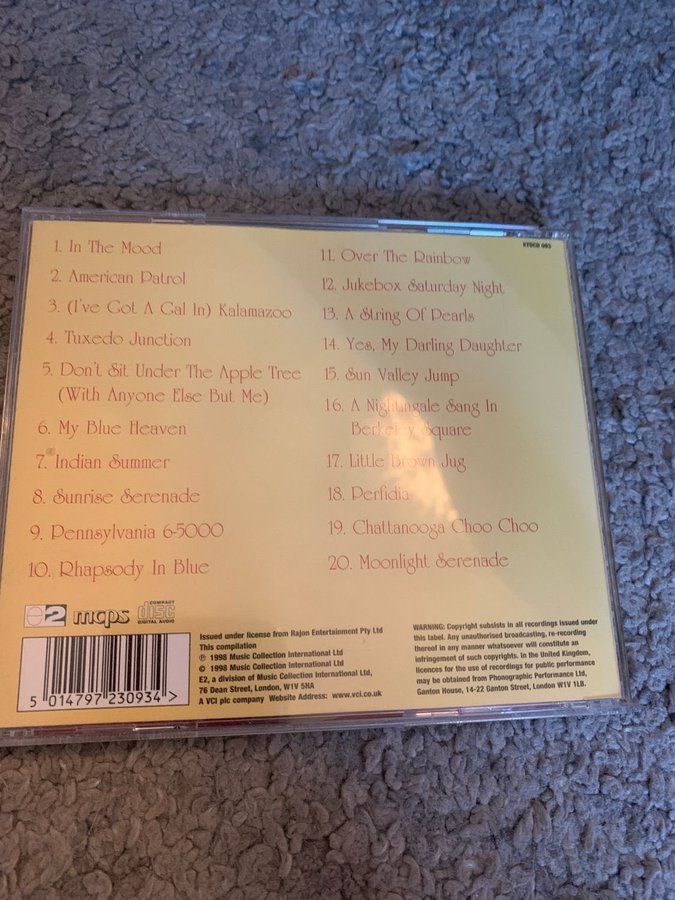 ETDCD 093
1. In The Mood
2. American Patrol
3. (I've Got A Gal In) Kalamazoo
4. Tuxedo Junction
5. Don't Sit Under The Apple Tree
(With Anyone Else But Me)
6. My Blue Heaven
7. Indian Summer
8. Sunrise Serenade
9. Pennsylvania 6-5000
10. Rhapsody In Blue
11. Over The Rainbow
12. Jukebox Saturday Night
13. A String Of Pearls
14. Yes, My Darling Daughter
15. Sun Valley Jump
16. A Nightingale Sang In
Berkeley Square
17. Little Brown Jug
18. Perfidia
19. Chattanooga Choo Choo
20. Moonlight Serenade
2 mcps COMPACT
disc
DIGITAL AUDIO
5 014797 230934 >
Issued under license from Rajon Entertainment Pty Ltd
This compilation
℗ 1998 Music Collection International Ltd
© 1998 Music Collection International Ltd
E2, a division of Music Collection International Ltd,
76 Dean Street, London, W1V 5HA
A VCI plc company Website Address: www.vci.co.uk
WARNING: Copyright subsists in all recordings issued under
this label. Any unauthorised broadcasting, re-recording
thereof in any manner whatsoever will constitute an
infringement of such copyrights. In the United Kingdom,
licences for the use of recordings for public performance
may be obtained from Phonographic Performance Ltd,
Ganton House, 14-22 Ganton Street, London W1V 1LB.